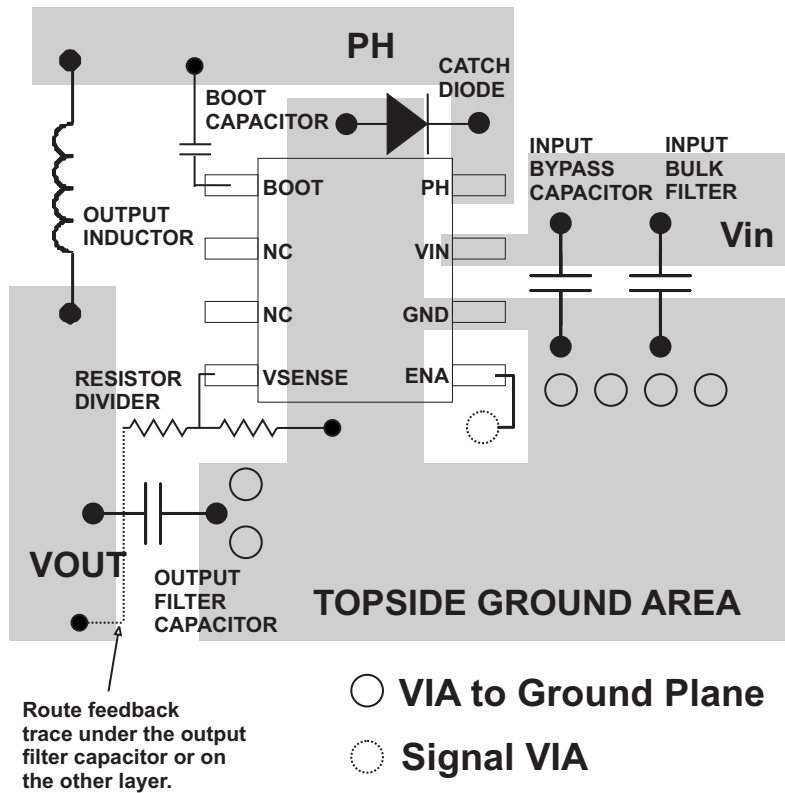 PH
CATCH
DIODE
BOOT
CAPACITOR
INPUT
BYPASS
CAPACITOR
INPUT
BULK
FILTER
OUTPUT
INDUCTOR
BOOT
PH
Vin
NC
VIN
NC
GND
RESISTOR
DIVIDER
VSENSE
ENA
VOUT
OUTPUT
FILTER
CAPACITOR
TOPSIDE GROUND AREA
VIA to Ground Plane
Signal VIA
Route feedback
trace under the output
filter capacitor or on
the other layer.